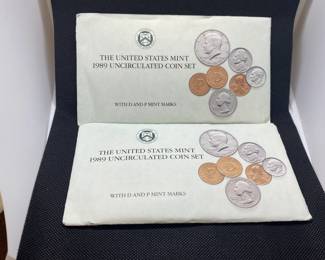 THE UNITED STATES MINT
1989 UNCIRCULATED COIN SET
WITH D AND P MINT MARKS
THE UNITED STATES MINT
1989 UNCIRCULATED COIN SET
WITH D AND P MINT MARKS